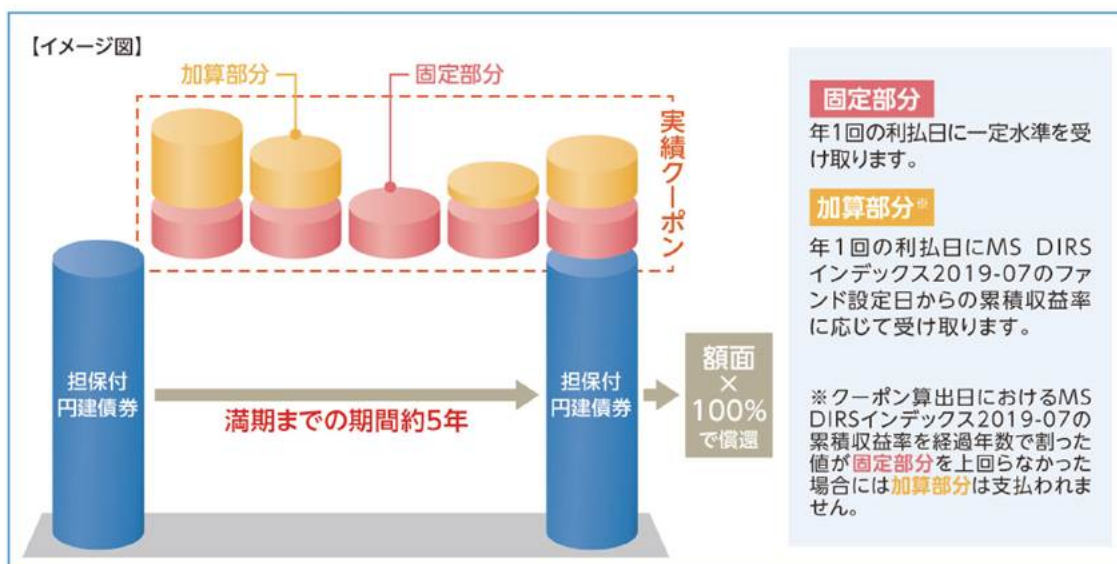 【イメージ図】
加算部分
固定部分
実績クーポン
担保付
円建債券
満期までの期間約5年
担保付
円建債券
額面
×
100%
で償還
固定部分
年1回の利払日に一定水準を受
け取ります。
加算部分※
年1回の利払日にMS DIRS
インデックス2019-07のファ
ンド設定日からの累積収益率
に応じて受け取ります。
※クーポン算出日におけるMS
DIRSインデックス2019-07の
累積収益率を経過年数で割った
値が固定部分を上回らなかった
場合には加算部分は支払われま
せん。